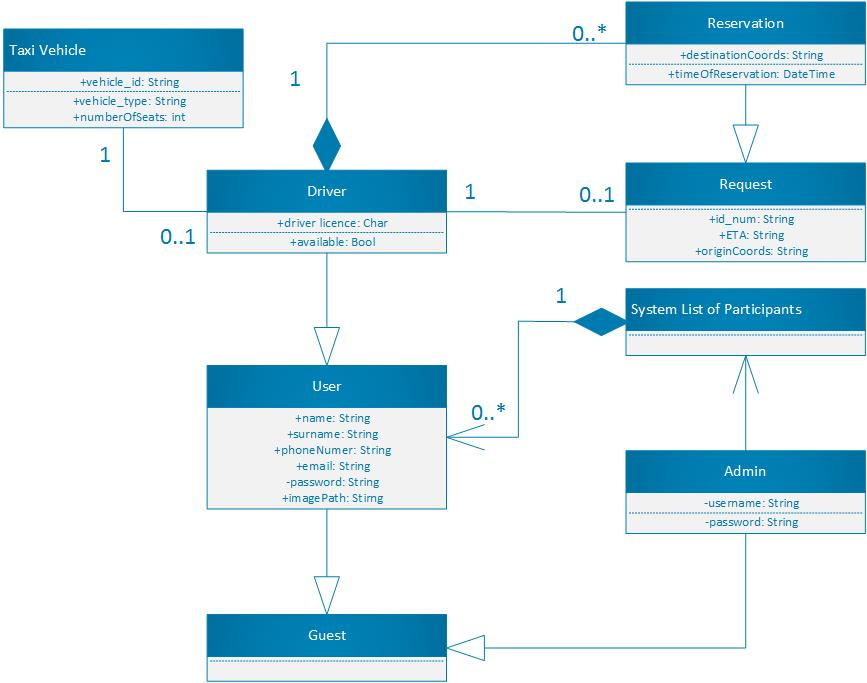 Reservation
+destinationCoords: String
+timeOfReservation: DateTime
0..*
Taxi Vehicle
+vehicle_id: String
+vehicle_type: String
+numberOfSeats: int
1
1
Driver
+driver licence: Char
+available: Bool
0..1
1
0..1
Request
+id_num: String
+ETA: String
+originCoords: String
System List of Participants
1
0..*
User
+name: String
+surname: String
+phoneNumer: String
+email: String
-password: String
+imagePath: Stirng
Admin
-username: String
-password: String
Guest